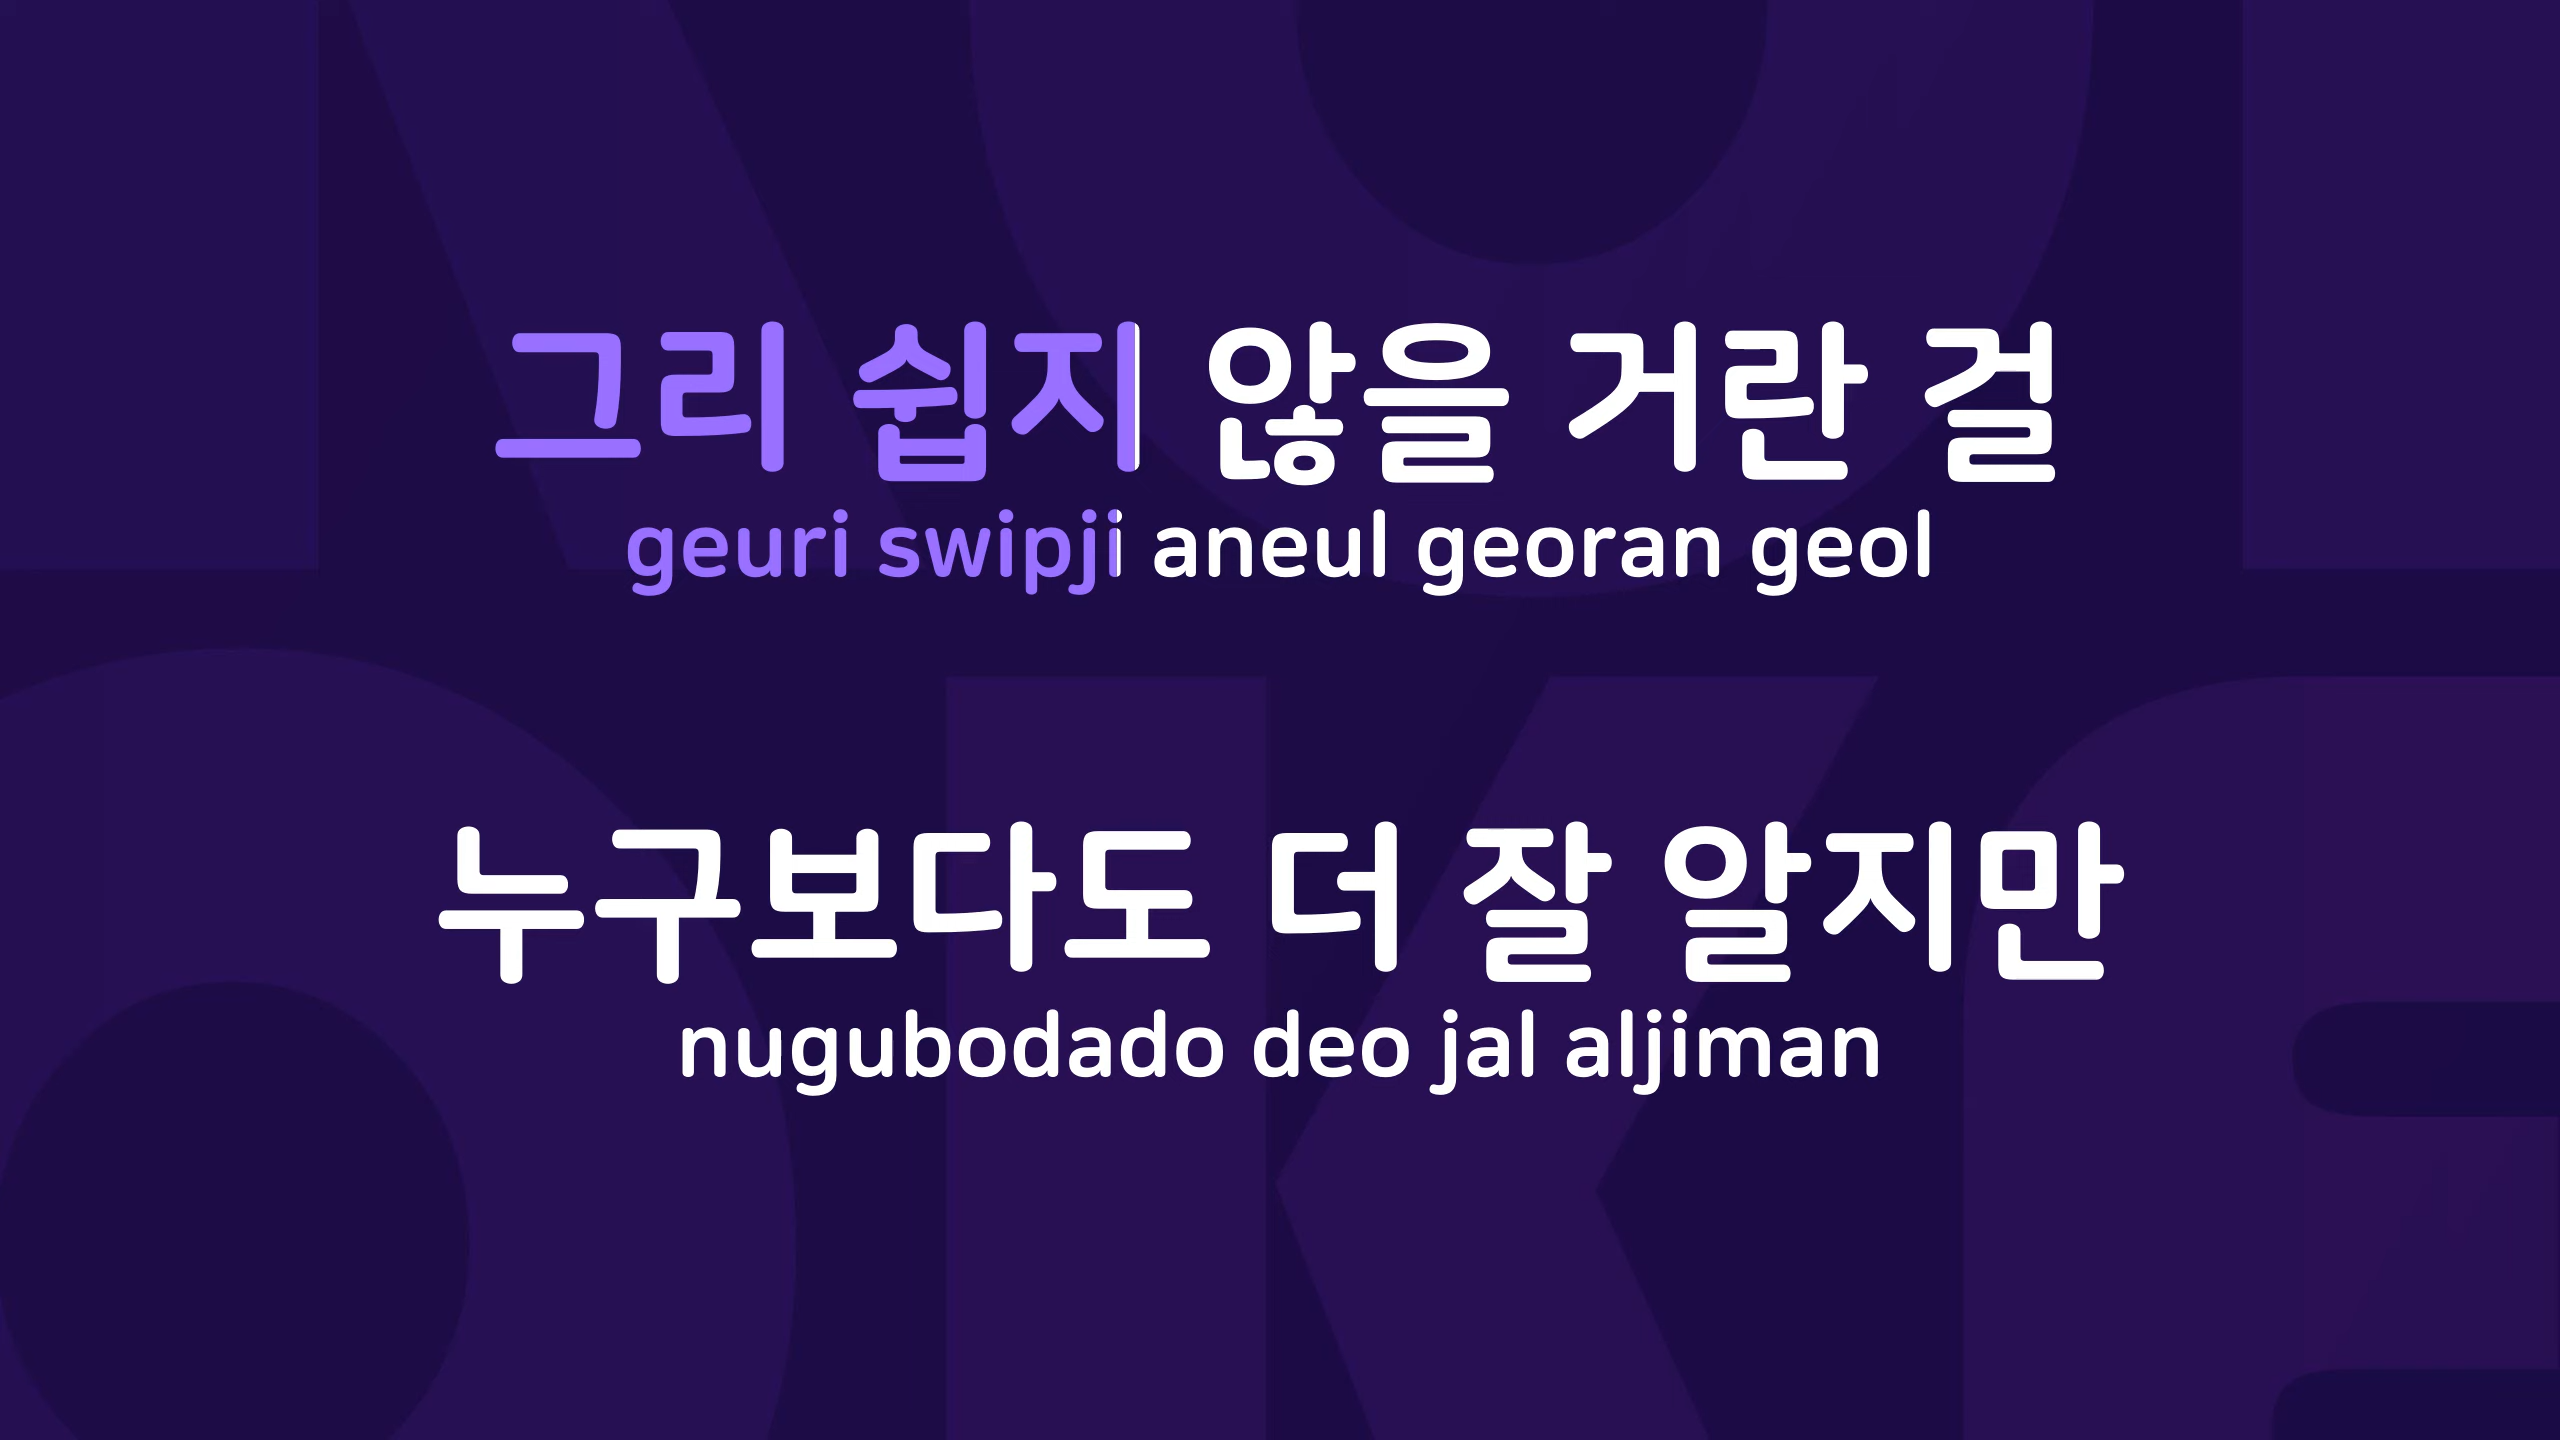 그리 쉽지 않을 거란 걸
geuri swipji aneul georan geol
누구보다도 더 잘 알지만
nugubodado deo jal aljiman